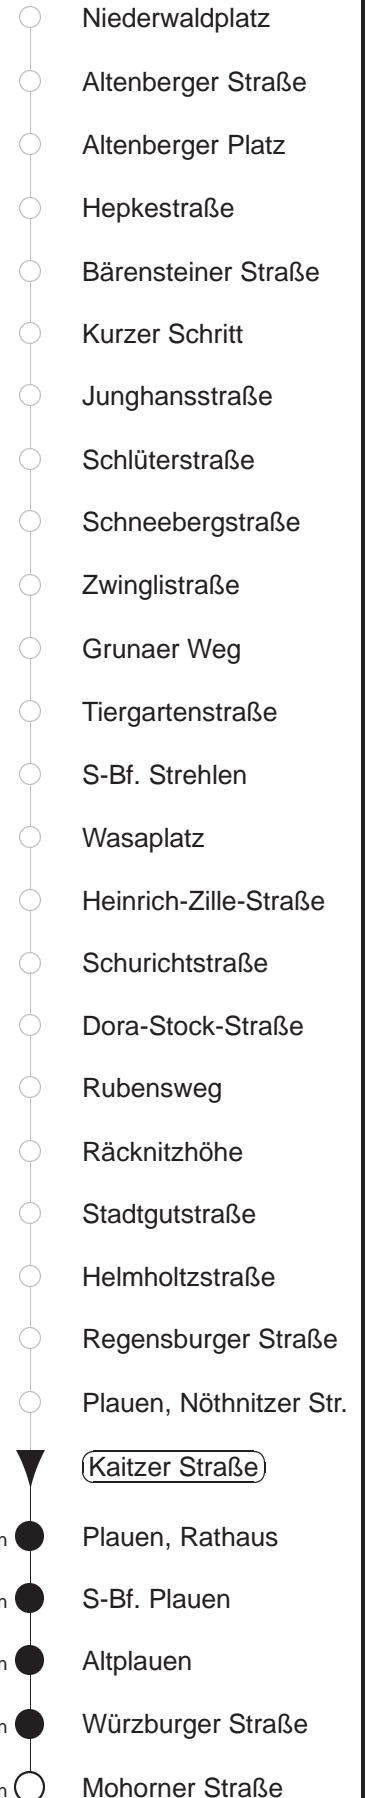 Niederwaldplatz
Altenberger Straße
Altenberger Platz
Hepkestraße
Bärensteiner Straße
Kurzer Schritt
Junghansstraße
Schlüterstraße
Schneebergstraße
Zwinglistraße
Grunaer Weg
Tiergartenstraße
S-Bf. Strehlen
Wasaplatz
Heinrich-Zille-Straße
Schurichtstraße
Dora-Stock-Straße
Rubensweg
Räcknitzhöhe
Stadtgutstraße
Helmholtzstraße
Regensburger Straße
Plauen, Nöthnitzer Str.
Kaitzer Straße
Plauen, Rathaus
S-Bf. Plauen
Altplauen
Würzburger Straße
Mohorner Straße